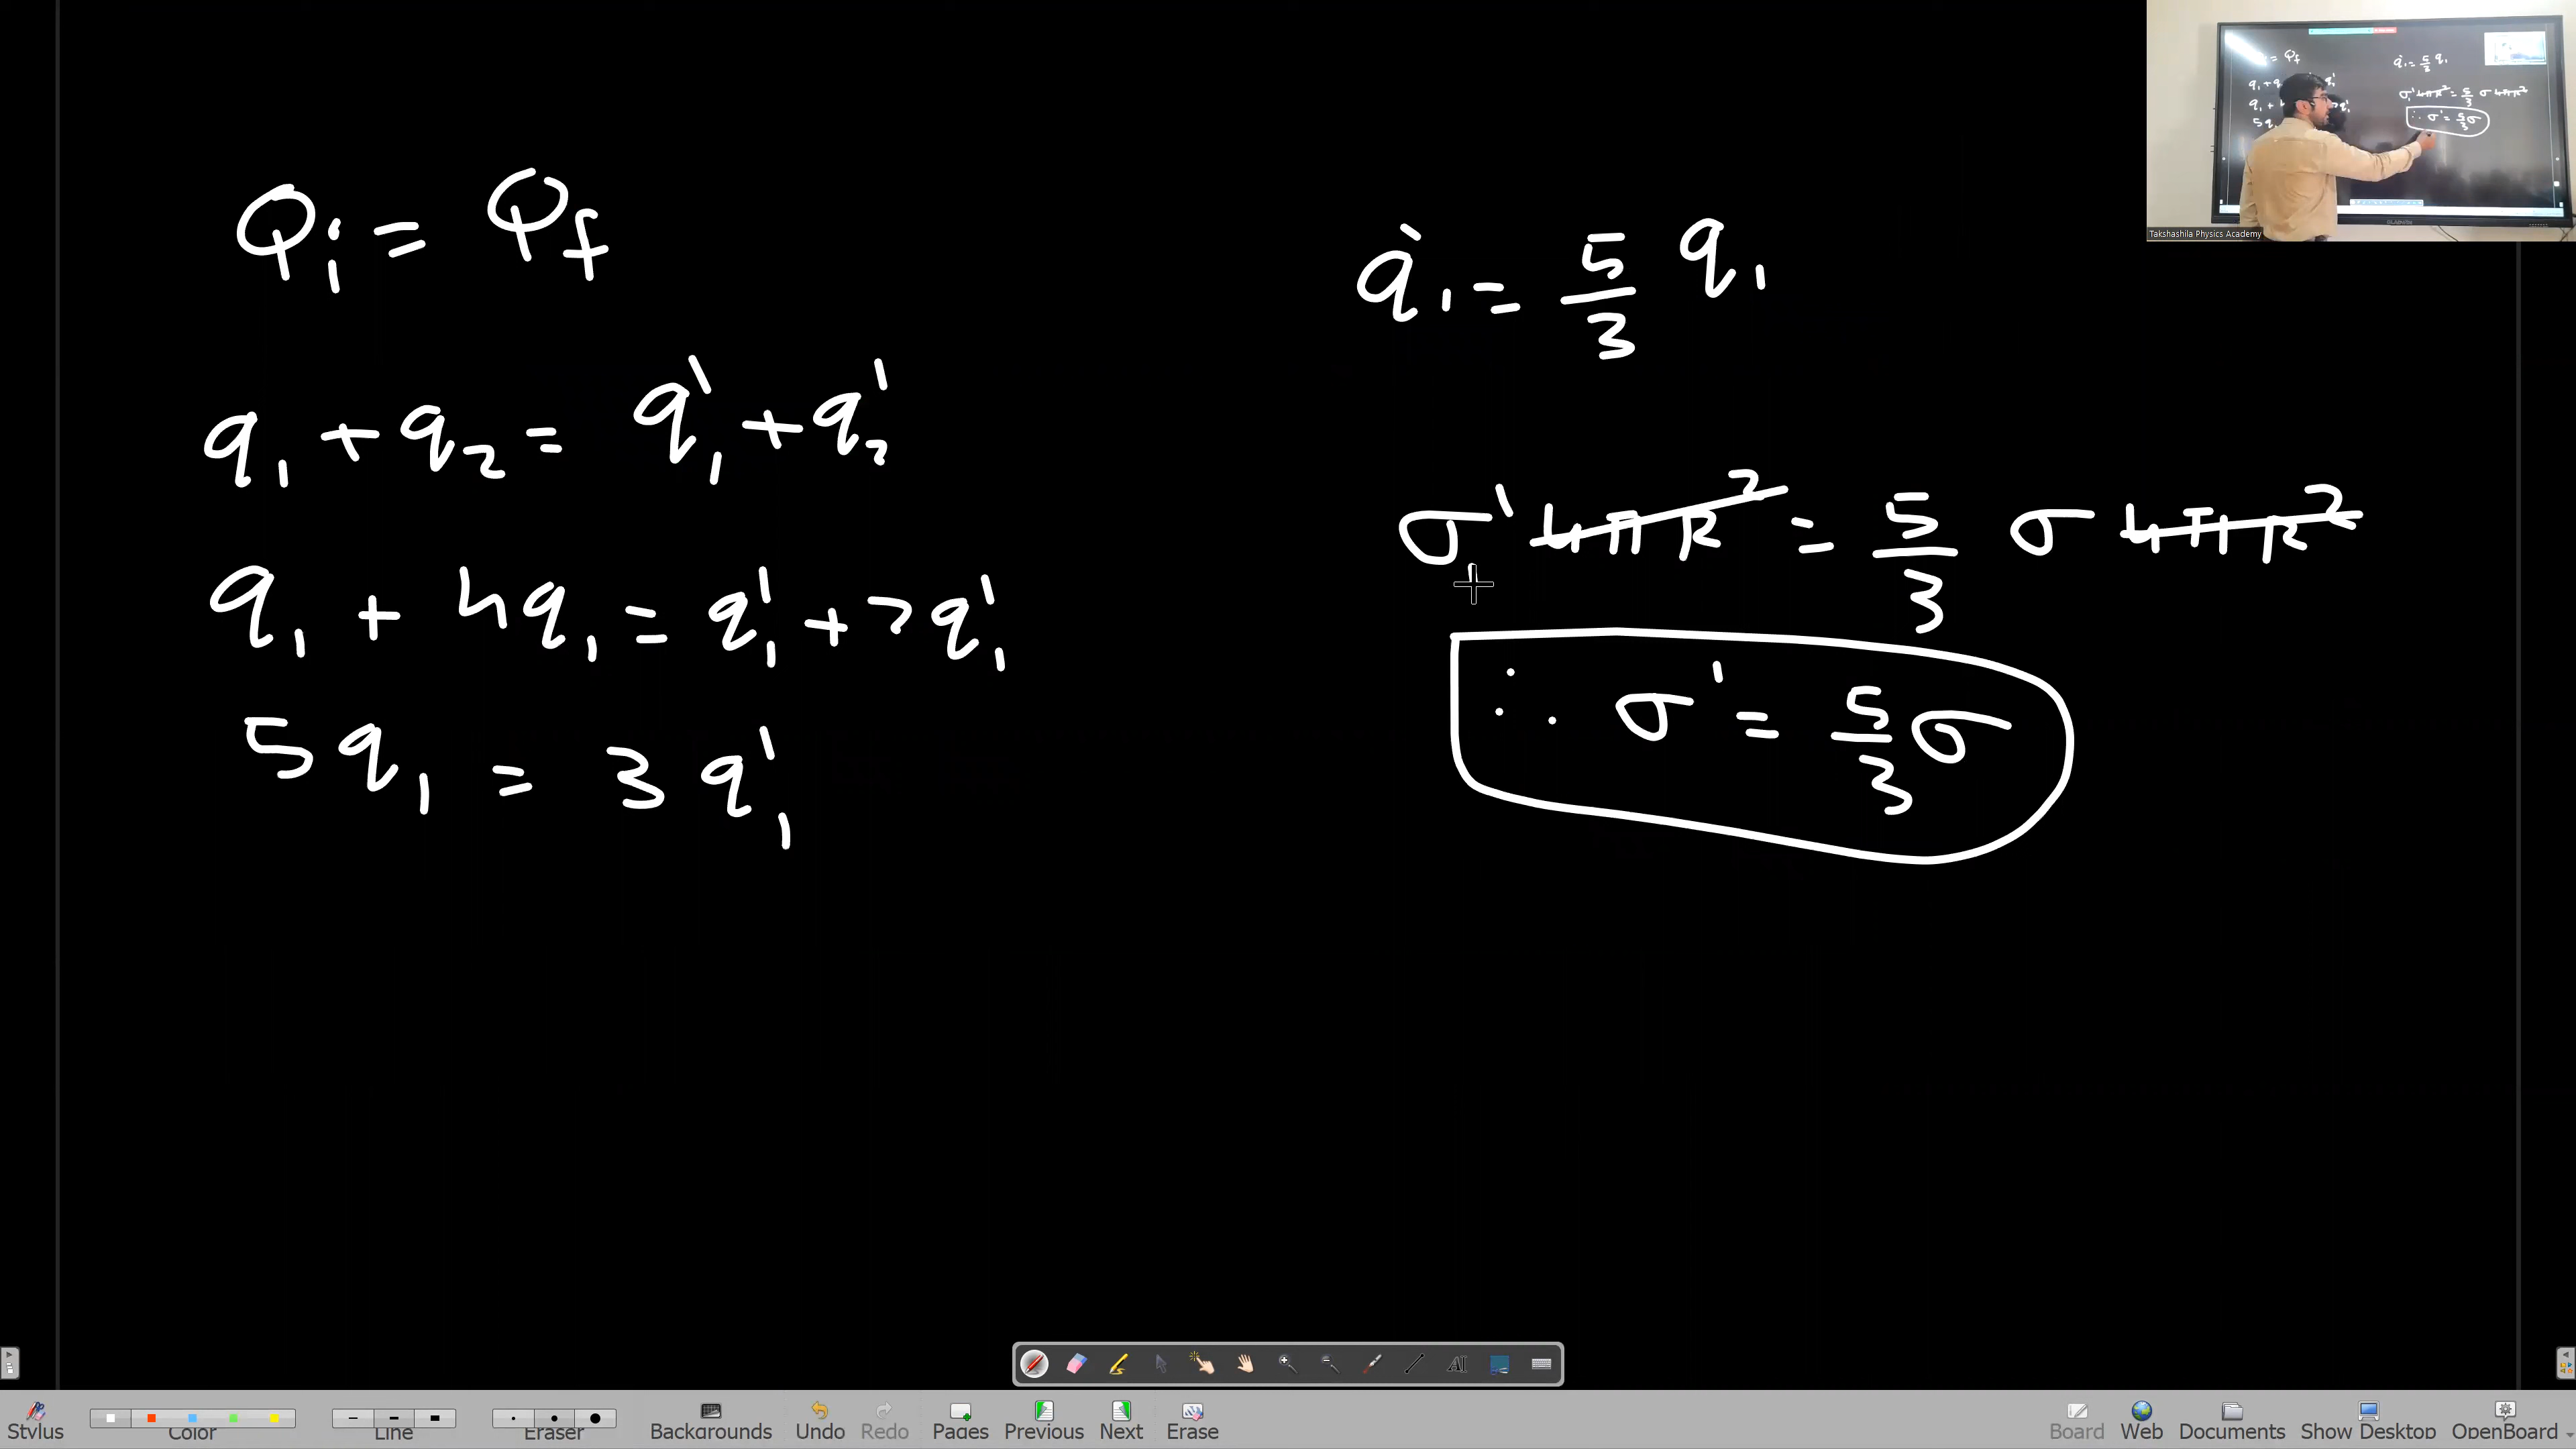 Qi = Qf
q₁ + q₂ = q₁' + q₂'
q₁ + 4q₁ = q₁' + 2q₁'
5q₁ = 3q₁'
q̀₁ = 5/3 q₁
σ' 4πR² = 5/3 σ 4πR²
∴ σ' = 5/3 σ
Takshashila Physics Academy
Stylus Color Line Eraser Backgrounds Undo Redo Pages Previous Next Erase Board Web Documents Show Desktop OpenBoard